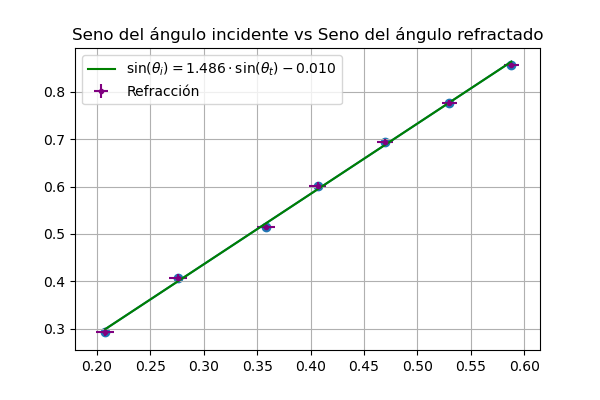 Seno del ángulo incidente vs Seno del ángulo refractado
sin(θᵢ) = 1.486 · sin(θₜ) − 0.010
Refracción
0.8
0.7
0.6
0.5
0.4
0.3
0.20 0.25 0.30 0.35 0.40 0.45 0.50 0.55 0.60